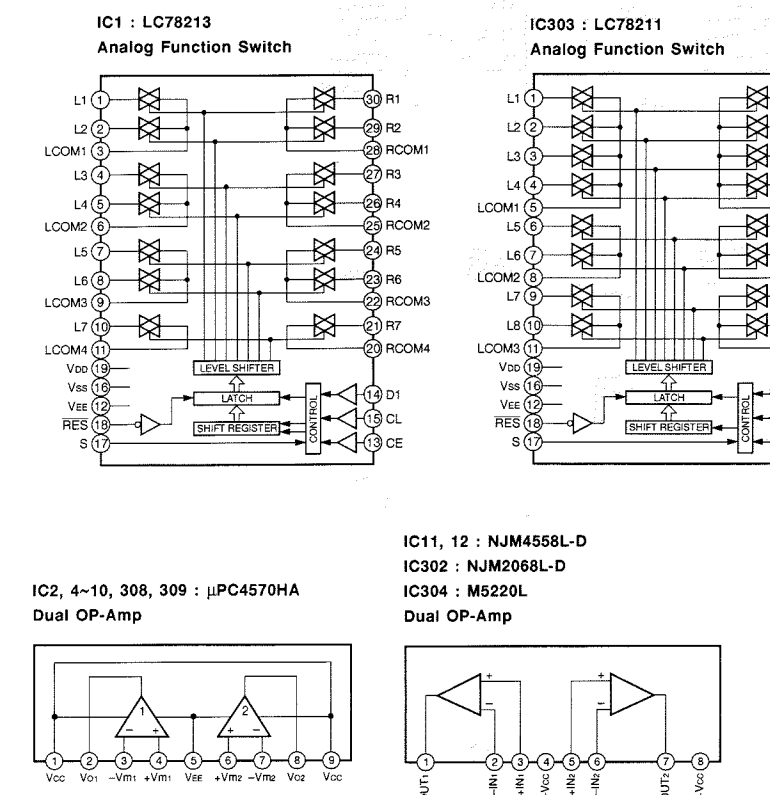 IC1 : LC78213
Analog Function Switch
L1 1
30 R1
L2 2
29 R2
LCOM1 3
28 RCOM1
L3 4
27 R3
L4 5
26 R4
LCOM2 6
25 RCOM2
L5 7
24 R5
L6 8
23 R6
LCOM3 9
22 RCOM3
L7 10
21 R7
LCOM4 11
20 RCOM4
VDD 19
LEVEL SHIFTER
VSS 16
LATCH
14 D1
VEE 12
CONTROL
15 CL
RES 18
SHIFT REGISTER
S 17
13 CE
IC303 : LC78211
Analog Function Switch
L1 1
L2 2
L3 3
L4 4
LCOM1 5
L5 6
L6 7
LCOM2 8
L7 9
L8 10
LCOM3 11
VDD 19
LEVEL SHIFTER
VSS 16
LATCH
VEE 12
CONTROL
RES 18
SHIFT REGISTER
S 17
IC2, 4~10, 308, 309 : μPC4570HA
Dual OP-Amp
1 2
− + + −
1 2 3 4 5 6 7 8 9
VCC VO1 −Vm1 +Vm1 VEE +Vm2 −Vm2 VO2 VCC
IC11, 12 : NJM4558L-D
IC302 : NJM2068L-D
IC304 : M5220L
Dual OP-Amp
+ +
− −
1 2 3 4 5 6 7 8
OUT1 −IN1 +IN1 −VCC +IN2 −IN2 OUT2